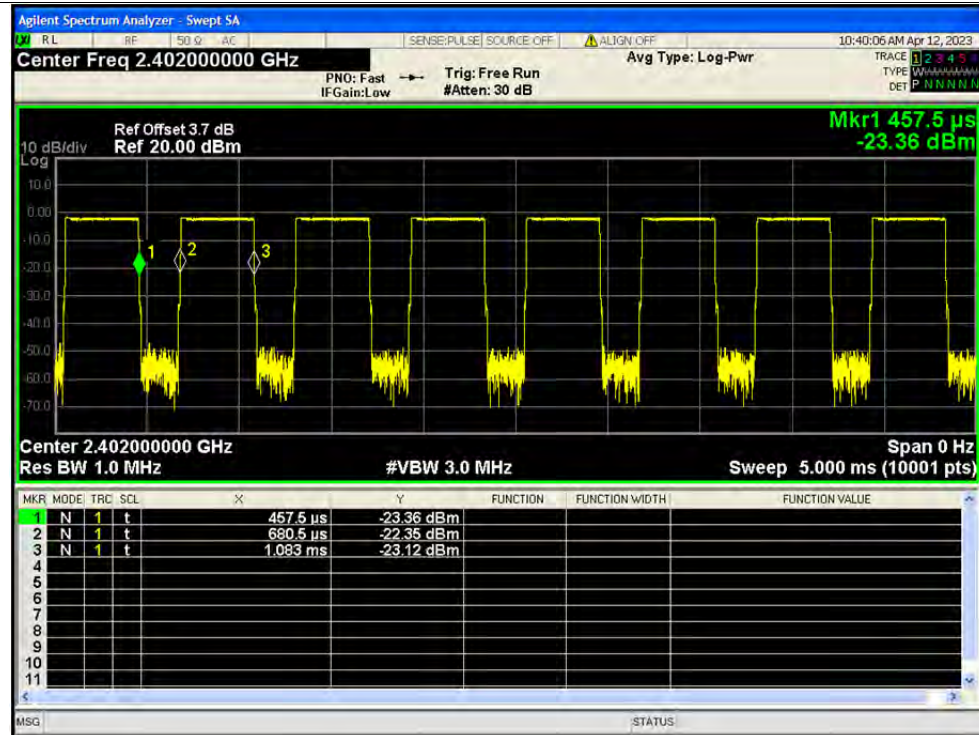 Agilent Spectrum Analyzer - Swept SA
RL RF 50 Ω AC SENSE:PULSE SOURCE OFF ALIGN OFF 10:40:06 AM Apr 12, 2023
Center Freq 2.402000000 GHz Avg Type: Log-Pwr TRACE 1 2 3 4 5 6
PNO: Fast Trig: Free Run TYPE
IFGain:Low #Atten: 30 dB DET P N N N N N
Mkr1 457.5 µs
Ref Offset 3.7 dB
10 dB/div Ref 20.00 dBm -23.36 dBm
Log
10.0
0.00
-10.0
1 2 3
-20.0
-30.0
-40.0
-50.0
-60.0
-70.0
Center 2.402000000 GHz Span 0 Hz
Res BW 1.0 MHz #VBW 3.0 MHz Sweep 5.000 ms (10001 pts)
MKR MODE TRC SCL X Y FUNCTION FUNCTION WIDTH FUNCTION VALUE
1 N 1 t 457.5 µs -23.36 dBm
2 N 1 t 680.5 µs -22.35 dBm
3 N 1 t 1.083 ms -23.12 dBm
4
5
6
7
8
9
10
11
MSG STATUS